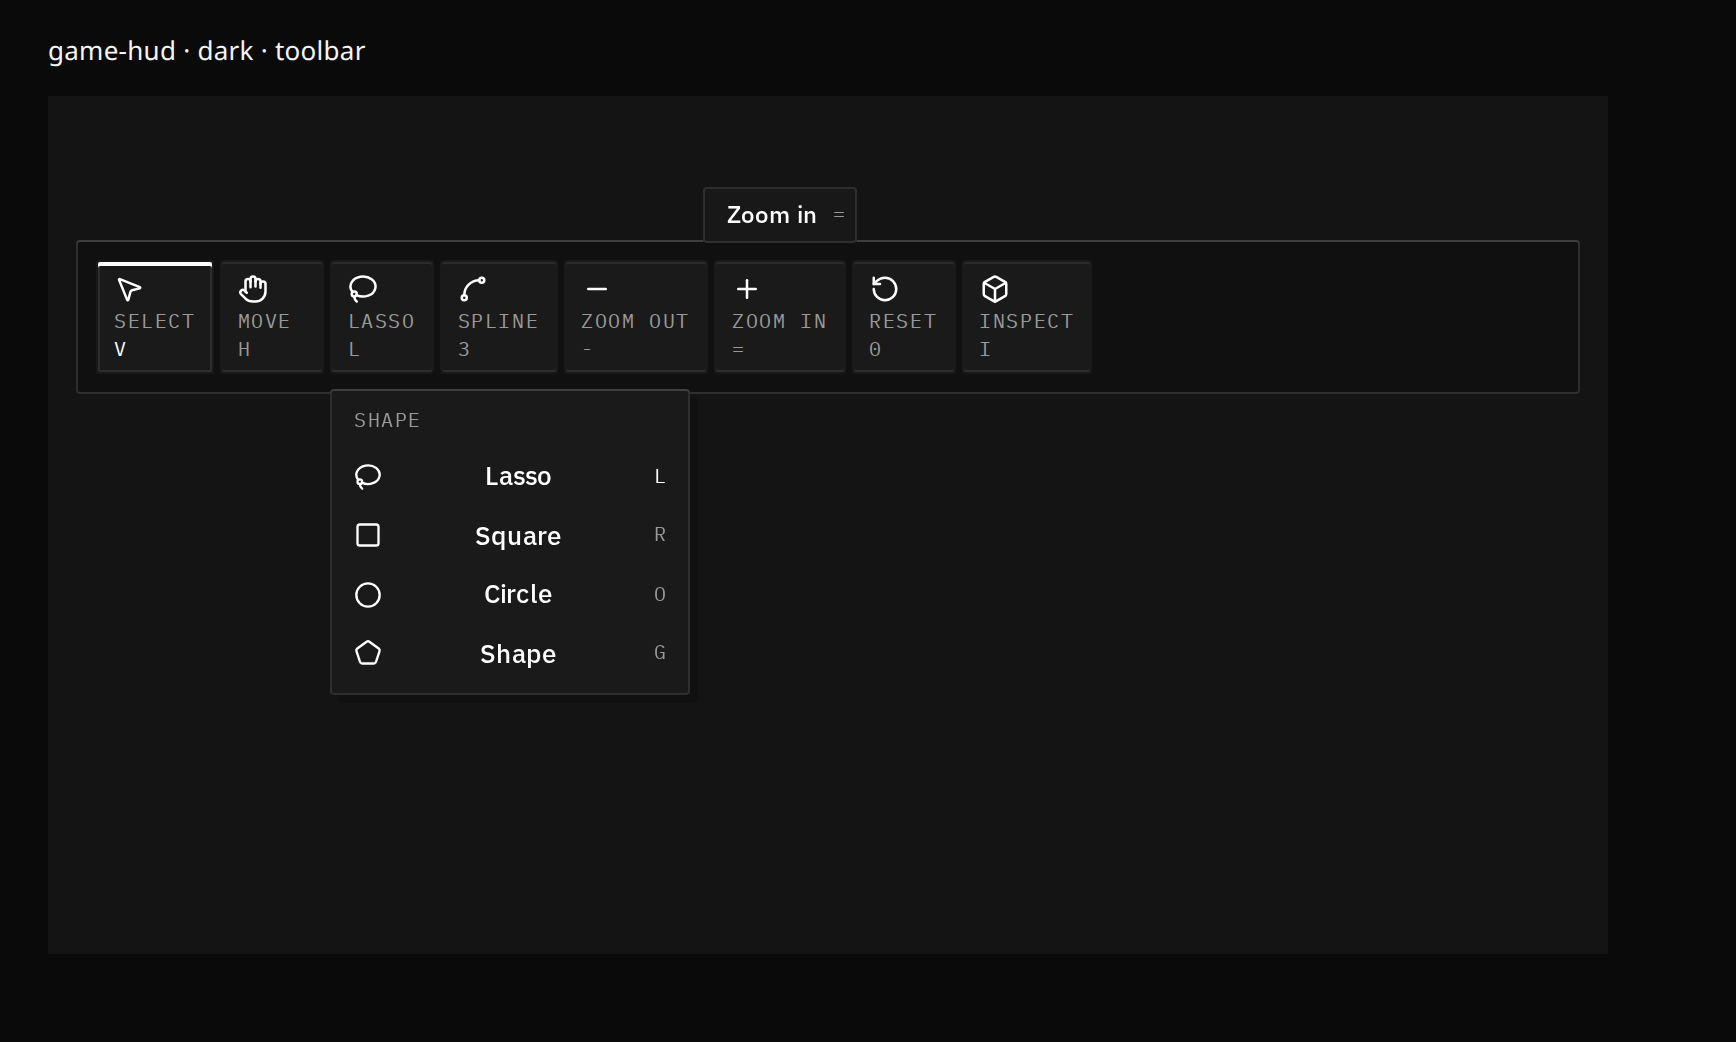 game-hud · dark · toolbar
Zoom in =
SELECT MOVE LASSO SPLINE ZOOM OUT ZOOM IN RESET INSPECT
V H L 3 - = 0 I
SHAPE
Lasso L
Square R
Circle O
Shape G